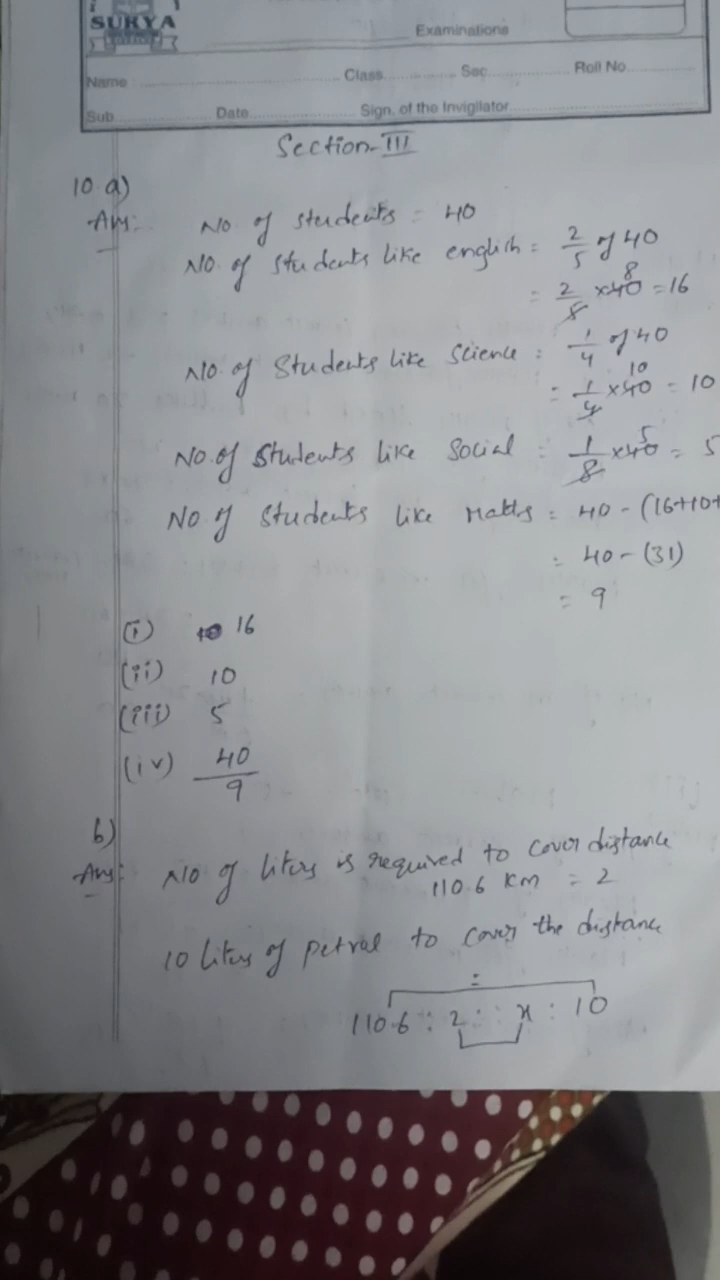 SURYA
Examinations
Name Class Sec Roll No
Sub Date Sign. of the Invigilator
Section-III
10 a)
Ans: No of students = 40
No. of students like english = 2/5 of 40
= 2/5 × 40 8 = 16
No. of Students like Science = 1/4 of 40
= 1/4 × 40 10 = 10
No. of Students like Social = 1/8 × 40 5 = 5
No of Students like Maths = 40 - (16+10+
= 40 - (31)
= 9
(i) 16
(ii) 10
(iii) 5
(iv) 40/9
b)
Ans: No of liters is required to cover distance
110.6 km = 2
10 liters of petrol to cover the distance
=
110.6 : 2 :: x : 10